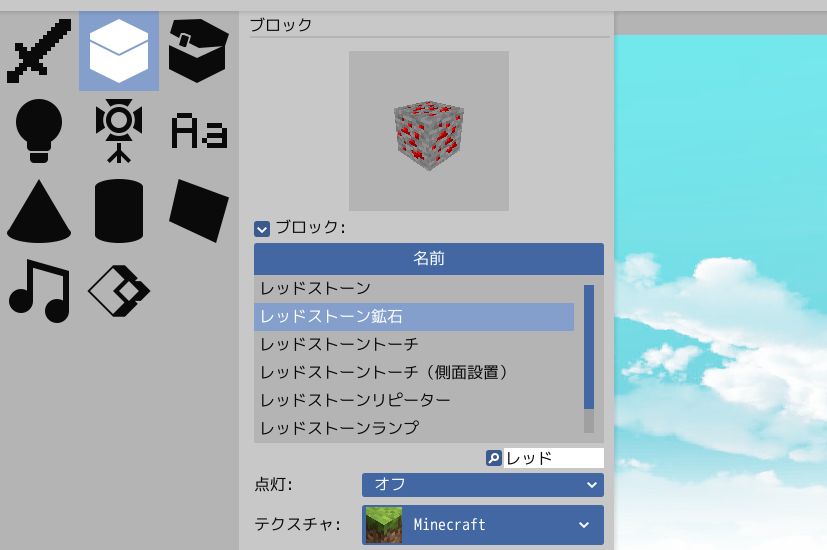 ブロック
Aa
ブロック:
名前
レッドストーン
レッドストーン鉱石
レッドストーントーチ
レッドストーントーチ（側面設置）
レッドストーンリピーター
レッドストーンランプ
レッド
点灯: オフ
テクスチャ: Minecraft